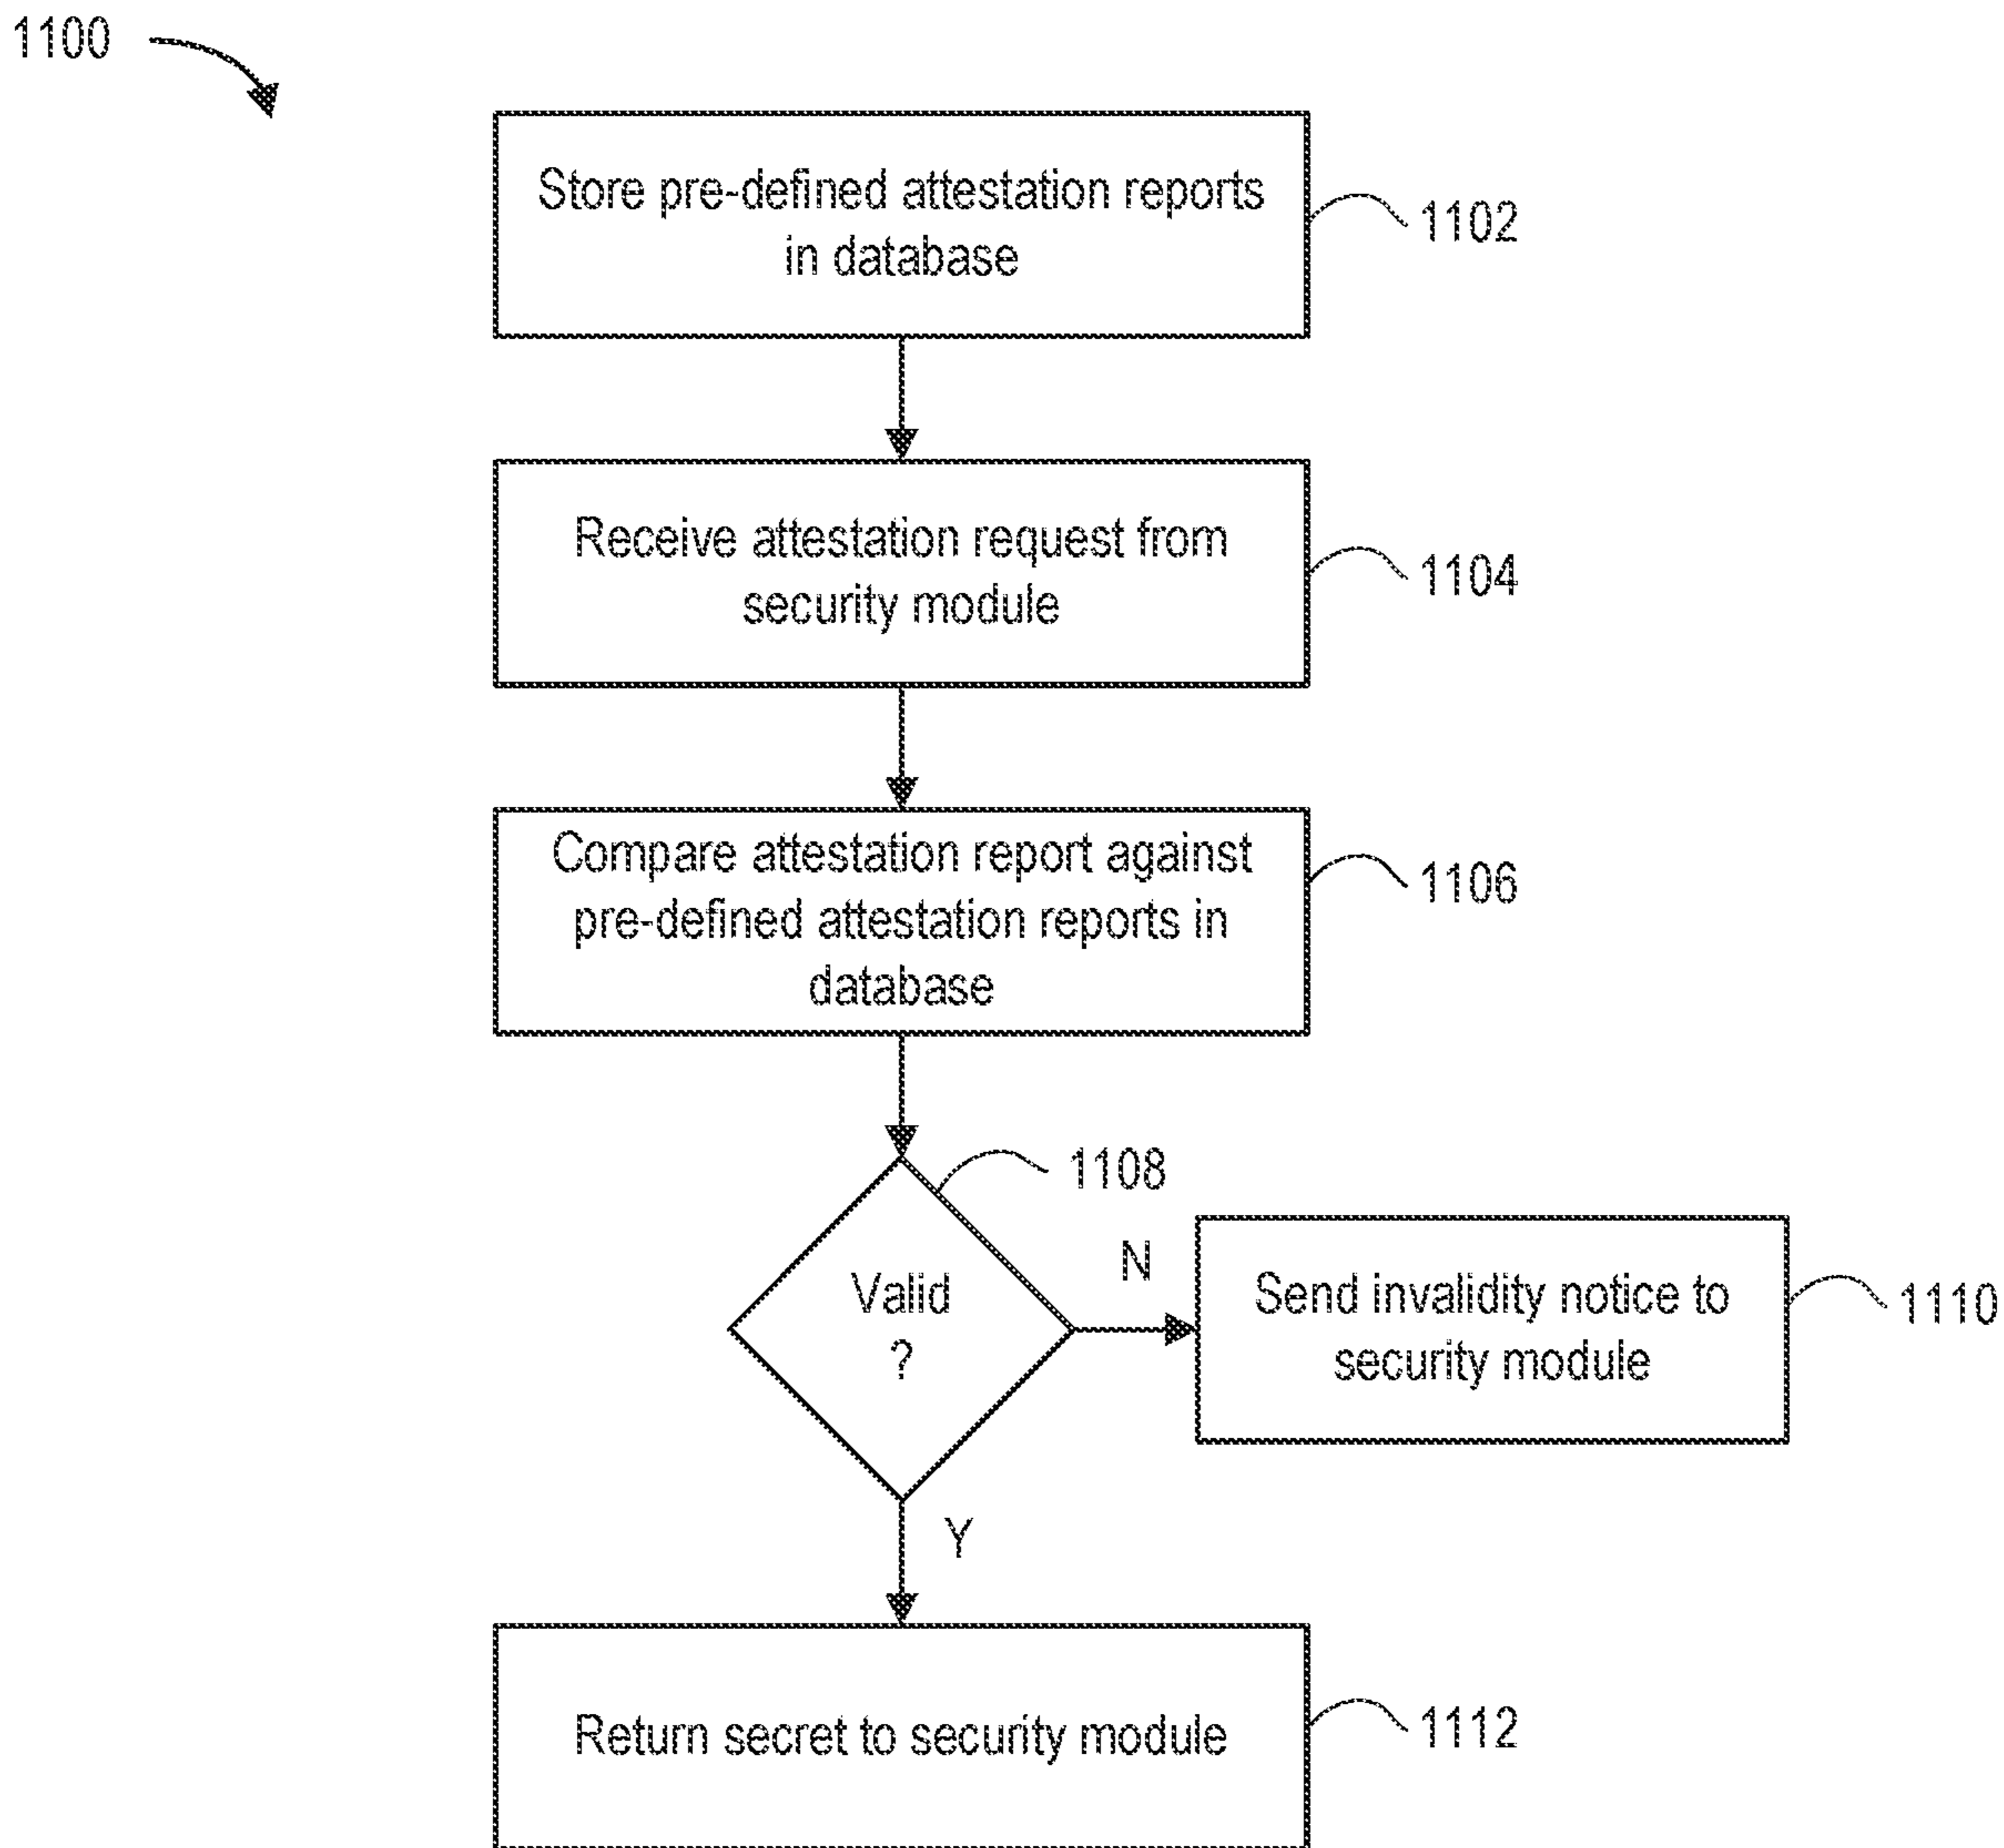 1100
Store pre-defined attestation reports
in database
1102
Receive attestation request from
security module
1104
Compare attestation report against
pre-defined attestation reports in
database
1106
1108
Valid
?
N
Send invalidity notice to
security module
1110
Y
Return secret to security module
1112